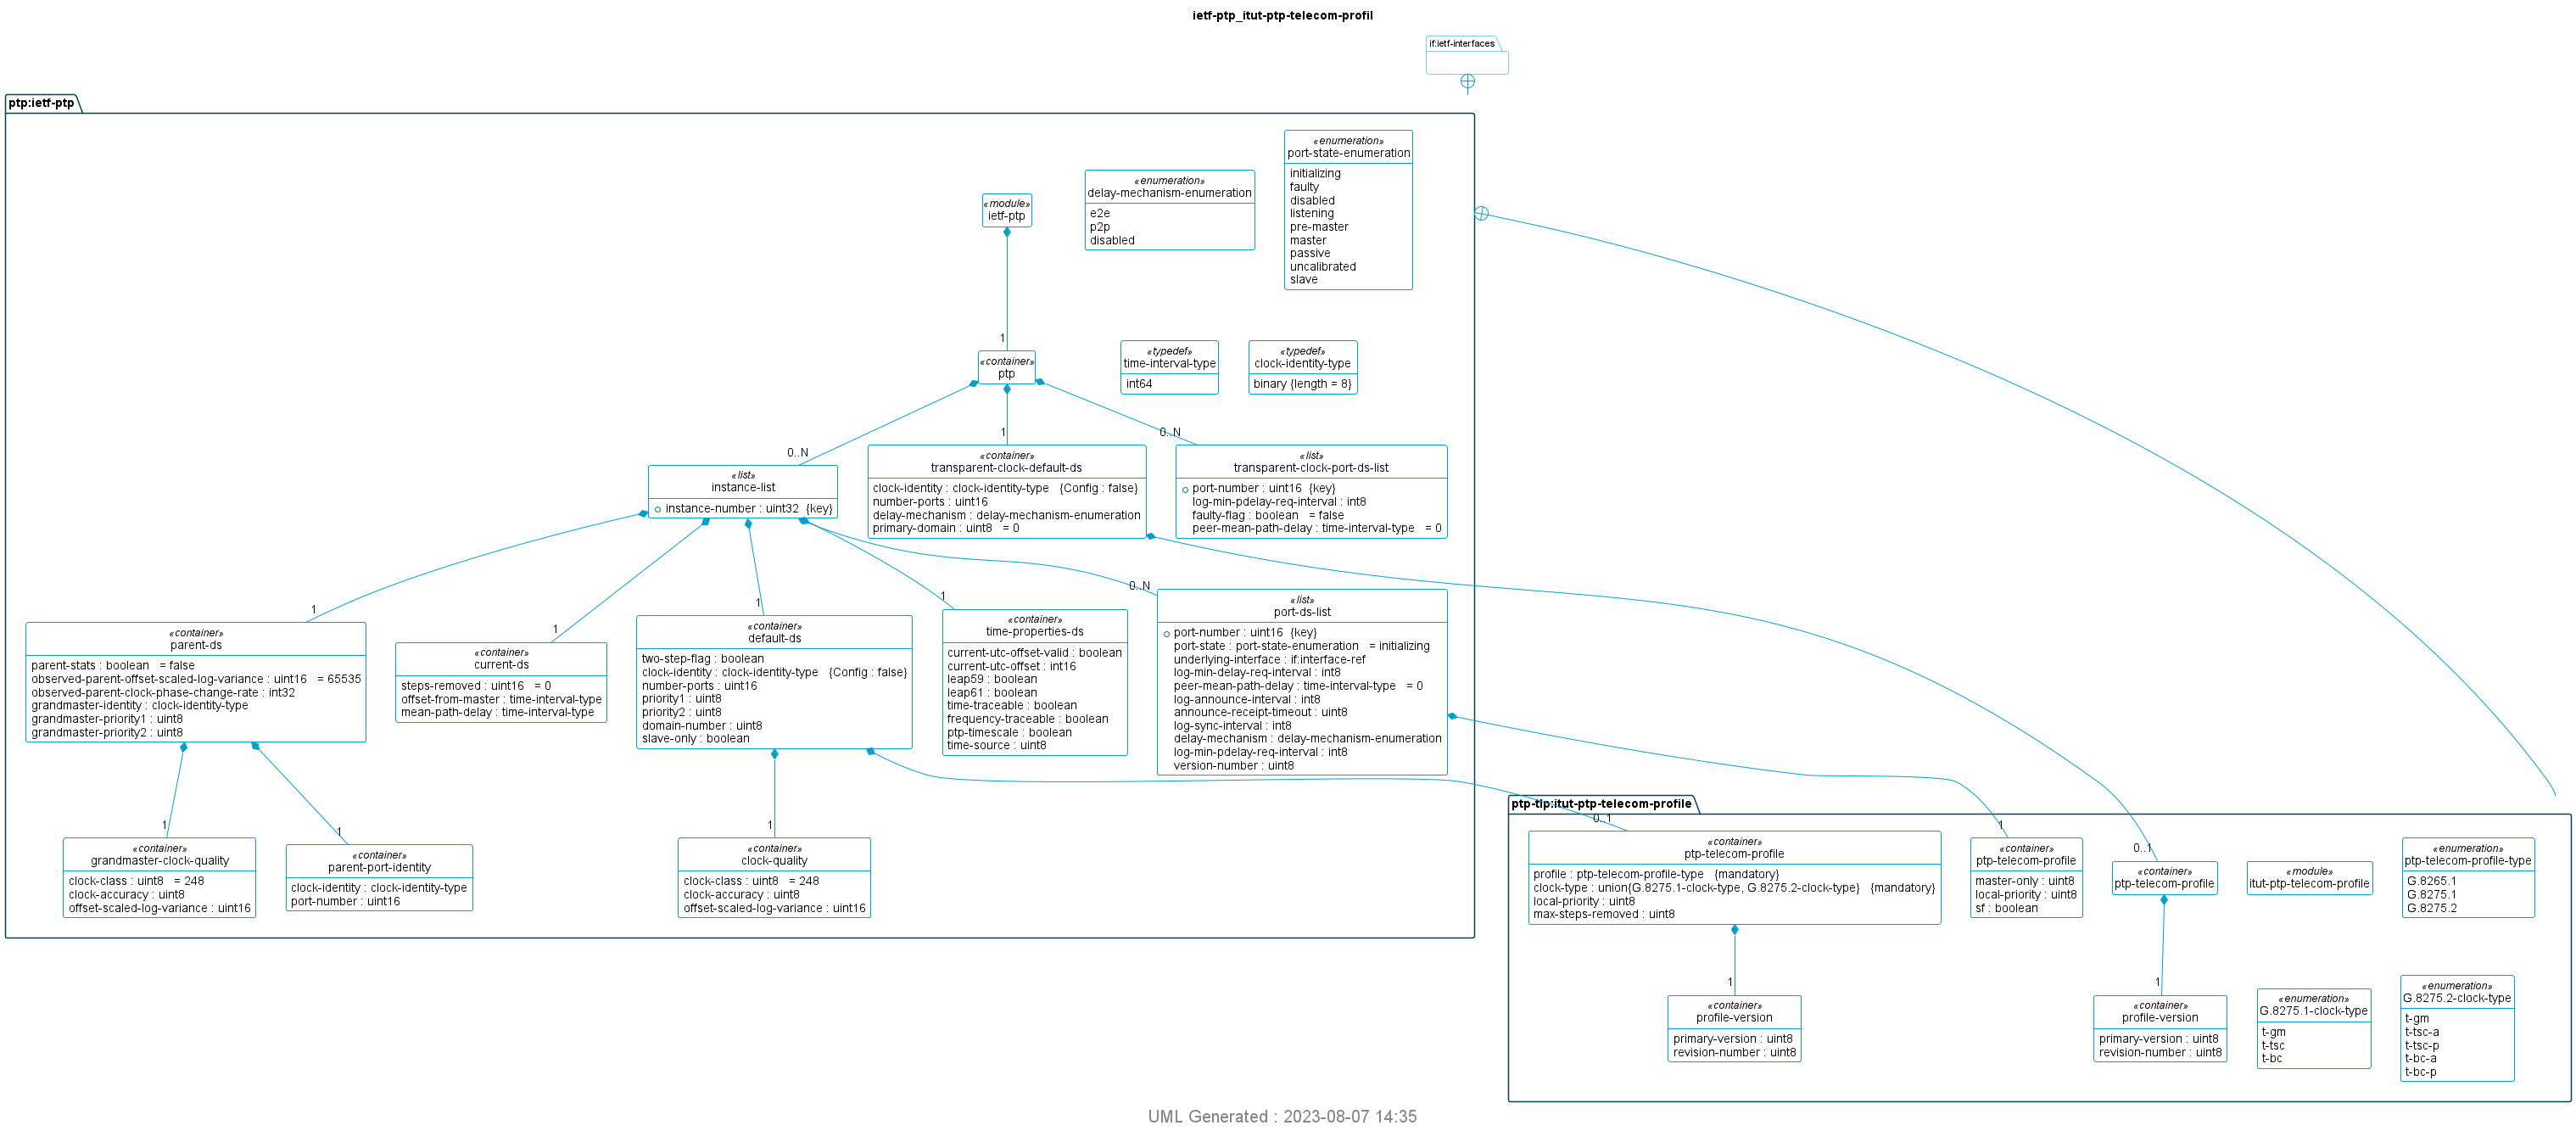 ietf-ptp_itut-ptp-telecom-profil
if:ietf-interfaces
ptp:ietf-ptp
«enumeration»
port-state-enumeration
initializing
faulty
disabled
listening
pre-master
master
passive
uncalibrated
slave
«enumeration»
delay-mechanism-enumeration
e2e
p2p
disabled
«module»
ietf-ptp
1
«container»
ptp
«typedef»
time-interval-type
int64
«typedef»
clock-identity-type
binary {length = 8}
0..N
1
0..N
«list»
instance-list
instance-number : uint32 {key}
«container»
transparent-clock-default-ds
clock-identity : clock-identity-type {Config : false}
number-ports : uint16
delay-mechanism : delay-mechanism-enumeration
primary-domain : uint8 = 0
«list»
transparent-clock-port-ds-list
port-number : uint16 {key}
log-min-pdelay-req-interval : int8
faulty-flag : boolean = false
peer-mean-path-delay : time-interval-type = 0
1
1
1
1
0..N
«container»
parent-ds
parent-stats : boolean = false
observed-parent-offset-scaled-log-variance : uint16 = 65535
observed-parent-clock-phase-change-rate : int32
grandmaster-identity : clock-identity-type
grandmaster-priority1 : uint8
grandmaster-priority2 : uint8
«container»
current-ds
steps-removed : uint16 = 0
offset-from-master : time-interval-type
mean-path-delay : time-interval-type
«container»
default-ds
two-step-flag : boolean
clock-identity : clock-identity-type {Config : false}
number-ports : uint16
priority1 : uint8
priority2 : uint8
domain-number : uint8
slave-only : boolean
«container»
time-properties-ds
current-utc-offset-valid : boolean
current-utc-offset : int16
leap59 : boolean
leap61 : boolean
time-traceable : boolean
frequency-traceable : boolean
ptp-timescale : boolean
time-source : uint8
«list»
port-ds-list
port-number : uint16 {key}
port-state : port-state-enumeration = initializing
underlying-interface : if:interface-ref
log-min-delay-req-interval : int8
peer-mean-path-delay : time-interval-type = 0
log-announce-interval : int8
announce-receipt-timeout : uint8
log-sync-interval : int8
delay-mechanism : delay-mechanism-enumeration
log-min-pdelay-req-interval : int8
version-number : uint8
1
1
1
«container»
grandmaster-clock-quality
clock-class : uint8 = 248
clock-accuracy : uint8
offset-scaled-log-variance : uint16
«container»
parent-port-identity
clock-identity : clock-identity-type
port-number : uint16
«container»
clock-quality
clock-class : uint8 = 248
clock-accuracy : uint8
offset-scaled-log-variance : uint16
ptp-tlp:itut-ptp-telecom-profile
0..1
1
0..1
«container»
ptp-telecom-profile
profile : ptp-telecom-profile-type {mandatory}
clock-type : union{G.8275.1-clock-type, G.8275.2-clock-type} {mandatory}
local-priority : uint8
max-steps-removed : uint8
«container»
ptp-telecom-profile
master-only : uint8
local-priority : uint8
sf : boolean
«container»
ptp-telecom-profile
«module»
itut-ptp-telecom-profile
«enumeration»
ptp-telecom-profile-type
G.8265.1
G.8275.1
G.8275.2
1
1
«container»
profile-version
primary-version : uint8
revision-number : uint8
«container»
profile-version
primary-version : uint8
revision-number : uint8
«enumeration»
G.8275.1-clock-type
t-gm
t-tsc
t-bc
«enumeration»
G.8275.2-clock-type
t-gm
t-tsc-a
t-tsc-p
t-bc-a
t-bc-p
UML Generated : 2023-08-07 14:35